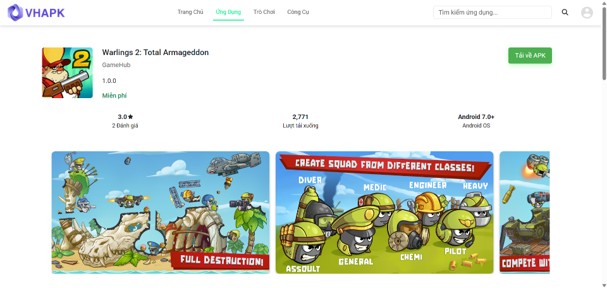 VHAPK
Trang Chủ Ứng Dụng Trò Chơi Công Cụ
Tìm kiếm ứng dụng...
Warlings 2: Total Armageddon
GameHub
1.0.0
Miễn phí
Tải về APK
3.0★ 2,771 Android 7.0+
2 Đánh giá Lượt tải xuống Android OS
FULL DESTRUCTION!
CREATE SQUAD FROM DIFFERENT CLASSES!
DIVER
MEDIC
ENGINEER
HEAVY
ASSAULT
GENERAL
CHEMI
PILOT
COMPETE WIT
2